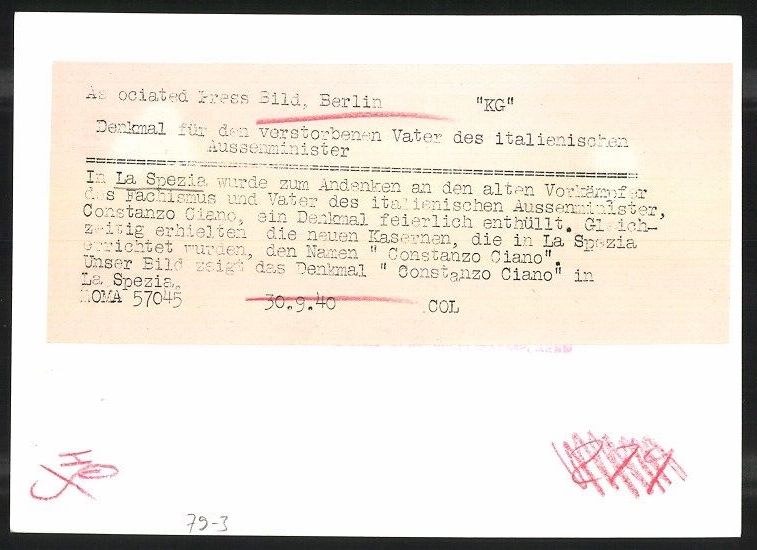 Associated Press Bild, Berlin "KG"
Denkmal für den verstorbenen Vater des italienischen
Aussenminister
In La Spezia wurde zum Andenken an den alten Vorkämpfer
des Fachismus und Vater des italienischen Aussenminister,
Constanzo Ciano, ein Denkmal feierlich enthüllt. Gleich-
zeitig erhielten die neuen Kasernen, die in La Spezia
errichtet wurden, den Namen " Constanzo Ciano".
Unser Bild zeigt das Denkmal " Constanzo Ciano" in
La Spezia.
ROMA 57045 30.9.40 COL
79-3